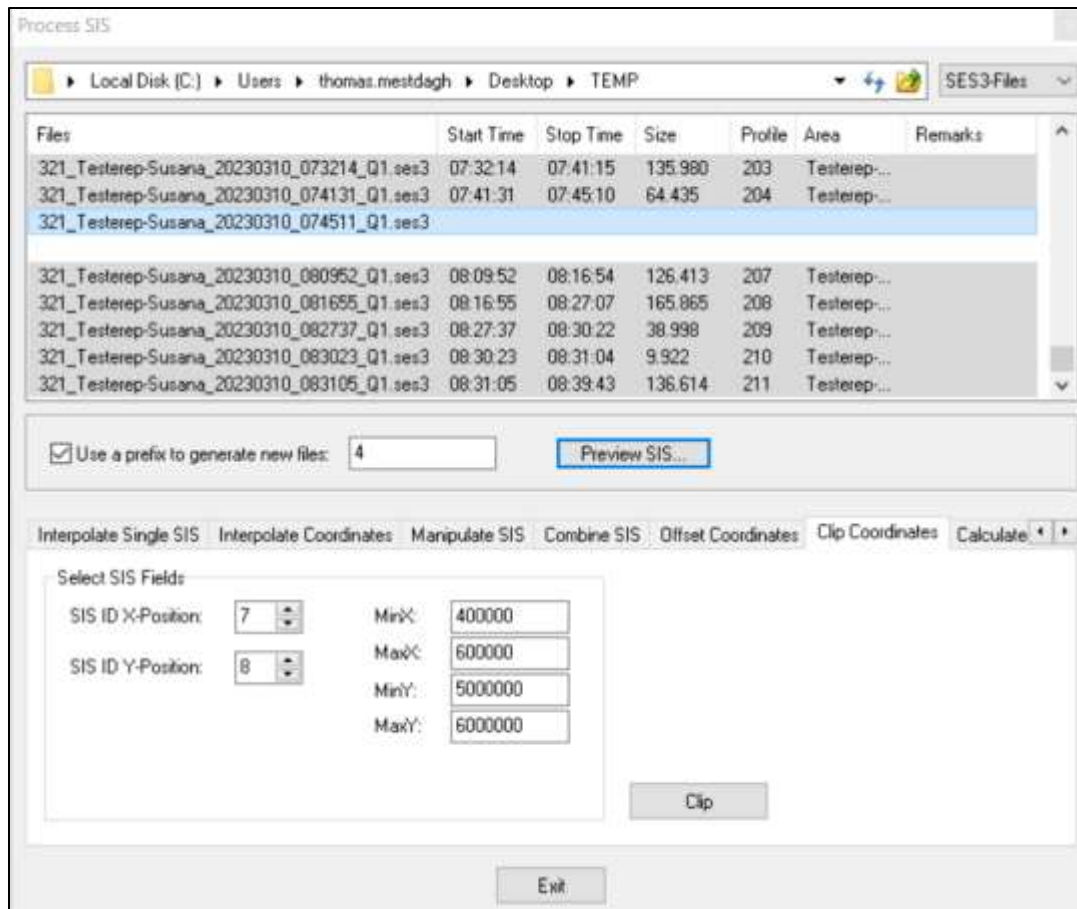 Process SIS
Local Disk (C:) Users thomas.mestdagh Desktop TEMP SES3-Files
Files Start Time Stop Time Size Profile Area Remarks
321_Testerep-Susana_20230310_073214_Q1.ses3 07:32:14 07:41:15 135.980 203 Testerep-...
321_Testerep-Susana_20230310_074131_Q1.ses3 07:41:31 07:45:10 64.435 204 Testerep-...
321_Testerep-Susana_20230310_074511_Q1.ses3
321_Testerep-Susana_20230310_080952_Q1.ses3 08:09:52 08:16:54 126.413 207 Testerep-...
321_Testerep-Susana_20230310_081655_Q1.ses3 08:16:55 08:27:07 165.865 208 Testerep-...
321_Testerep-Susana_20230310_082737_Q1.ses3 08:27:37 08:30:22 38.998 209 Testerep-...
321_Testerep-Susana_20230310_083023_Q1.ses3 08:30:23 08:31:04 9.922 210 Testerep-...
321_Testerep-Susana_20230310_083105_Q1.ses3 08:31:05 08:39:43 136.614 211 Testerep-...
Use a prefix to generate new files: 4 Preview SIS...
Interpolate Single SIS Interpolate Coordinates Manipulate SIS Combine SIS Offset Coordinates Clip Coordinates Calculate
Select SIS Fields
SIS ID X-Position: 7 MinX: 400000
MaxX: 600000
SIS ID Y-Position: 8
MinY: 5000000
MaxY: 6000000
Clip
Exit